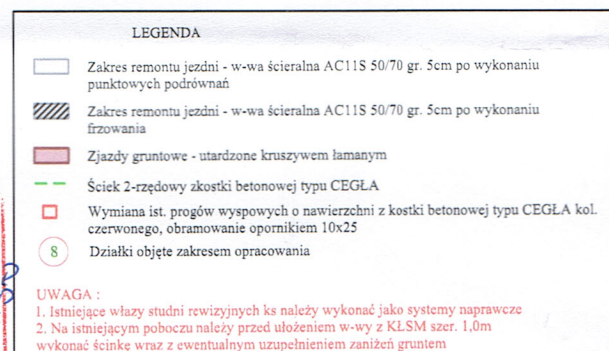 LEGENDA
Zakres remontu jezdni - w-wa ścieralna AC11S 50/70 gr. 5cm po wykonaniu
punktowych podrównań
Zakres remontu jezdni - w-wa ścieralna AC11S 50/70 gr. 5cm po wykonaniu
frzowania
Zjazdy gruntowe - utardzone kruszywem łamanym
Ściek 2-rzędowy zkostki betonowej typu CEGŁA
Wymiana ist. progów wyspowych o nawierzchni z kostki betonowej typu CEGŁA kol.
czerwonego, obramowanie opornikiem 10x25
8 Działki objęte zakresem opracowania
UWAGA :
1. Istniejące włazy studni rewizyjnych ks należy wykonać jako systemy naprawcze
2. Na istniejącym poboczu należy przed ułożeniem w-wy z KŁSM szer. 1,0m
wykonać ścinkę wraz z ewentualnym uzupełnieniem zaniżeń gruntem